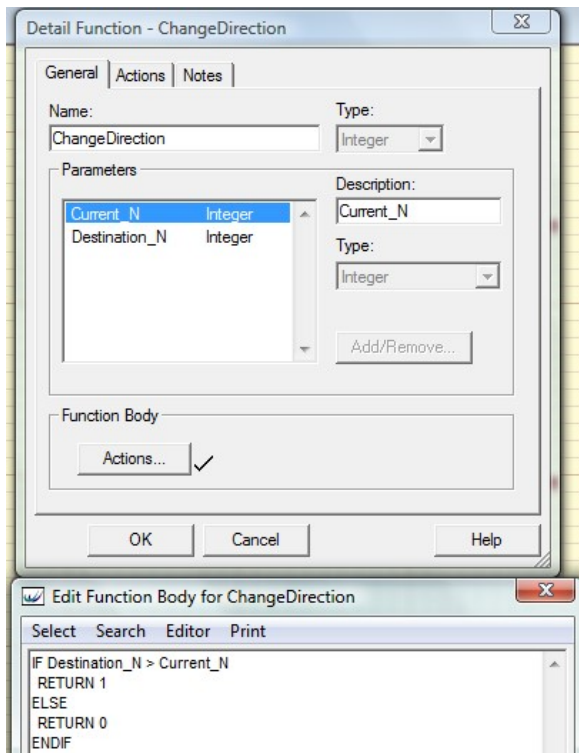 Detail Function - ChangeDirection
General Actions Notes
Name:
ChangeDirection
Type:
Integer
Parameters
Current_N Integer
Destination_N Integer
Description:
Current_N
Type:
Integer
Add/Remove...
Function Body
Actions...
OK Cancel Help
Edit Function Body for ChangeDirection
Select Search Editor Print
IF Destination_N > Current_N
RETURN 1
ELSE
RETURN 0
ENDIF